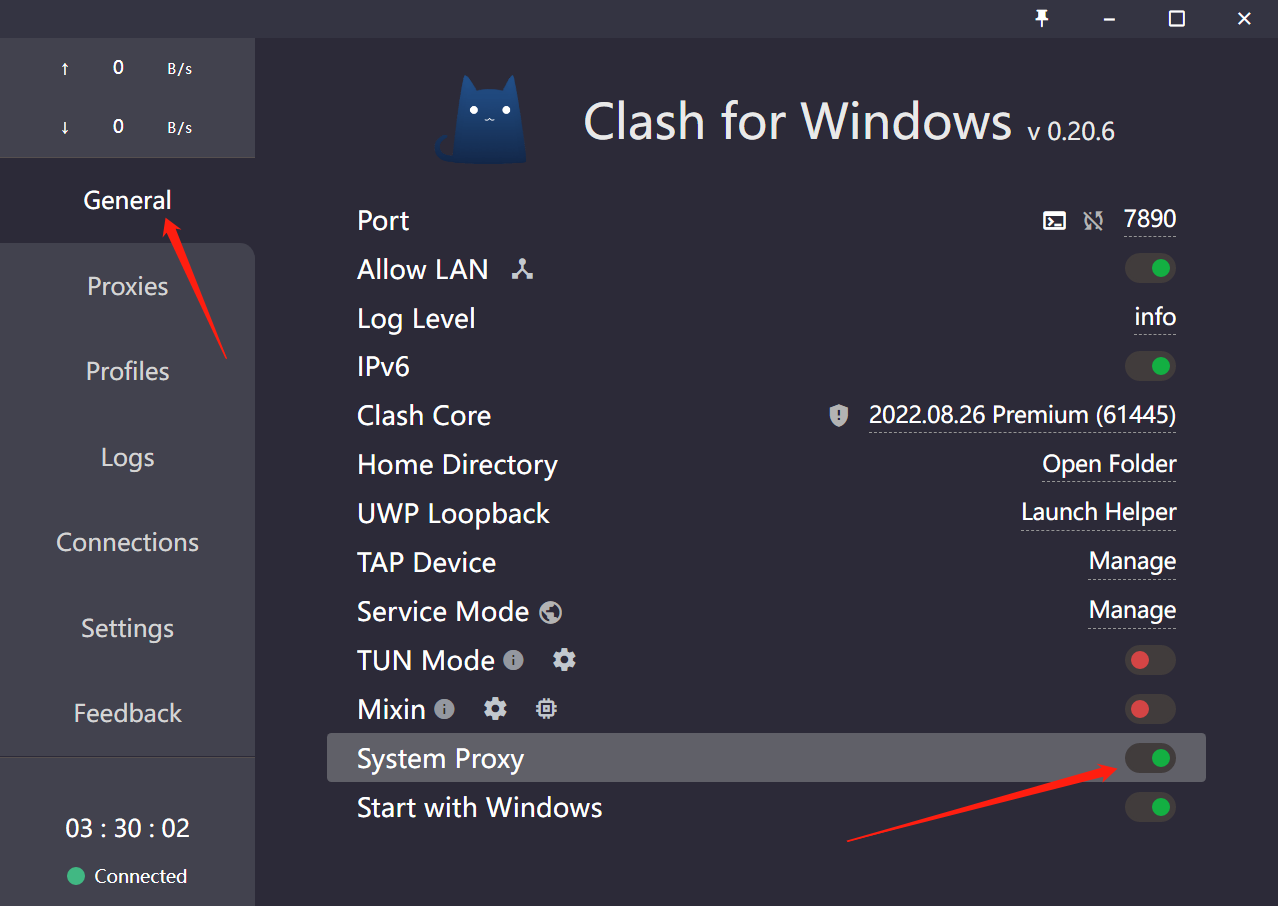 ↑ 0 B/s
↓ 0 B/s
General
Proxies
Profiles
Logs
Connections
Settings
Feedback
03 : 30 : 02
Connected
Clash for Windows v 0.20.6
Port 7890
Allow LAN
Log Level info
IPv6
Clash Core 2022.08.26 Premium (61445)
Home Directory Open Folder
UWP Loopback Launch Helper
TAP Device Manage
Service Mode Manage
TUN Mode
Mixin
System Proxy
Start with Windows